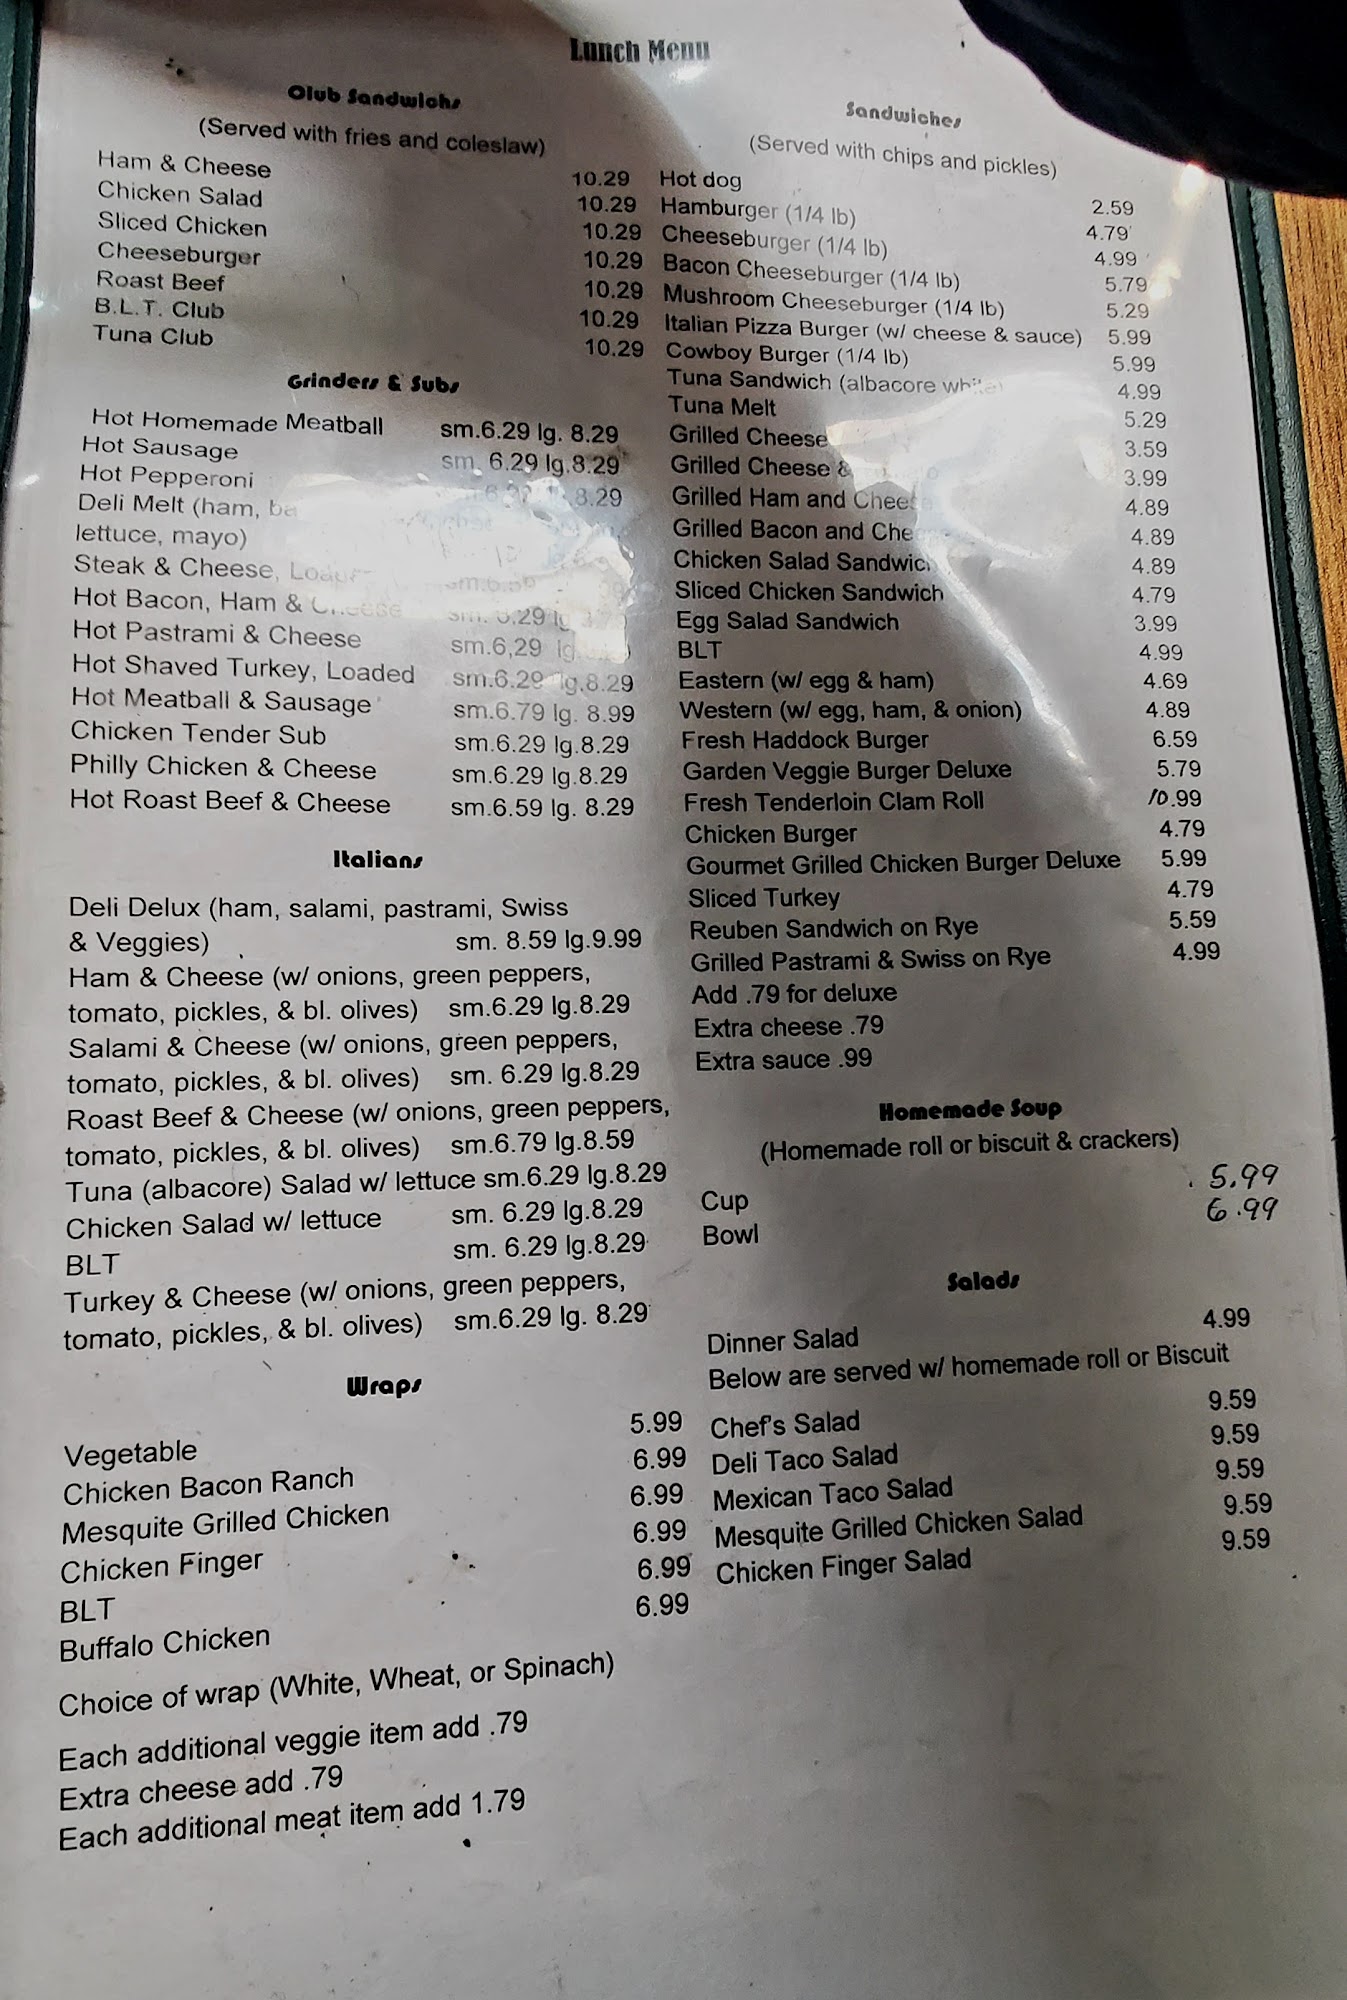 Lunch Menu
Club Sandwichs
(Served with fries and coleslaw)
Ham & Cheese 10.29
Chicken Salad 10.29
Sliced Chicken 10.29
Cheeseburger 10.29
Roast Beef 10.29
B.L.T. Club 10.29
Tuna Club 10.29
Grinders & Subs
Hot Homemade Meatball sm.6.29 lg. 8.29
Hot Sausage sm. 6.29 lg.8.29
Hot Pepperoni 8.29
Deli Melt (ham,
lettuce, mayo)
Steak & Cheese,
Hot Bacon, Ham & Cheese sm. 6.29 lg
Hot Pastrami & Cheese sm.6,29 lg
Hot Shaved Turkey, Loaded sm.6.29 lg.8.29
Hot Meatball & Sausage sm.6.79 lg. 8.99
Chicken Tender Sub sm.6.29 lg.8.29
Philly Chicken & Cheese sm.6.29 lg.8.29
Hot Roast Beef & Cheese sm.6.59 lg. 8.29
Italians
Deli Delux (ham, salami, pastrami, Swiss
& Veggies) sm. 8.59 lg.9.99
Ham & Cheese (w/ onions, green peppers,
tomato, pickles, & bl. olives) sm.6.29 lg.8.29
Salami & Cheese (w/ onions, green peppers,
tomato, pickles, & bl. olives) sm. 6.29 lg.8.29
Roast Beef & Cheese (w/ onions, green peppers,
tomato, pickles, & bl. olives) sm.6.79 lg.8.59
Tuna (albacore) Salad w/ lettuce sm.6.29 lg.8.29
Chicken Salad w/ lettuce sm. 6.29 lg.8.29
BLT sm. 6.29 lg.8.29
Turkey & Cheese (w/ onions, green peppers,
tomato, pickles, & bl. olives) sm.6.29 lg. 8.29
Wraps
Vegetable 5.99
Chicken Bacon Ranch 6.99
Mesquite Grilled Chicken 6.99
Chicken Finger 6.99
BLT 6.99
Buffalo Chicken 6.99
Choice of wrap (White, Wheat, or Spinach)
Each additional veggie item add .79
Extra cheese add .79
Each additional meat item add 1.79
Sandwiches
(Served with chips and pickles)
Hot dog 2.59
Hamburger (1/4 lb) 4.79
Cheeseburger (1/4 lb) 4.99
Bacon Cheeseburger (1/4 lb) 5.79
Mushroom Cheeseburger (1/4 lb) 5.29
Italian Pizza Burger (w/ cheese & sauce) 5.99
Cowboy Burger (1/4 lb) 5.99
Tuna Sandwich (albacore white) 4.99
Tuna Melt 5.29
Grilled Cheese 3.59
Grilled Cheese & 3.99
Grilled Ham and Cheese 4.89
Grilled Bacon and Cheese 4.89
Chicken Salad Sandwich 4.89
Sliced Chicken Sandwich 4.79
Egg Salad Sandwich 3.99
BLT 4.99
Eastern (w/ egg & ham) 4.69
Western (w/ egg, ham, & onion) 4.89
Fresh Haddock Burger 6.59
Garden Veggie Burger Deluxe 5.79
Fresh Tenderloin Clam Roll 10.99
Chicken Burger 4.79
Gourmet Grilled Chicken Burger Deluxe 5.99
Sliced Turkey 4.79
Reuben Sandwich on Rye 5.59
Grilled Pastrami & Swiss on Rye 4.99
Add .79 for deluxe
Extra cheese .79
Extra sauce .99
Homemade Soup
(Homemade roll or biscuit & crackers)
Cup 5.99
Bowl 6.99
Salads
Dinner Salad 4.99
Below are served w/ homemade roll or Biscuit
Chef's Salad 9.59
Deli Taco Salad 9.59
Mexican Taco Salad 9.59
Mesquite Grilled Chicken Salad 9.59
Chicken Finger Salad 9.59